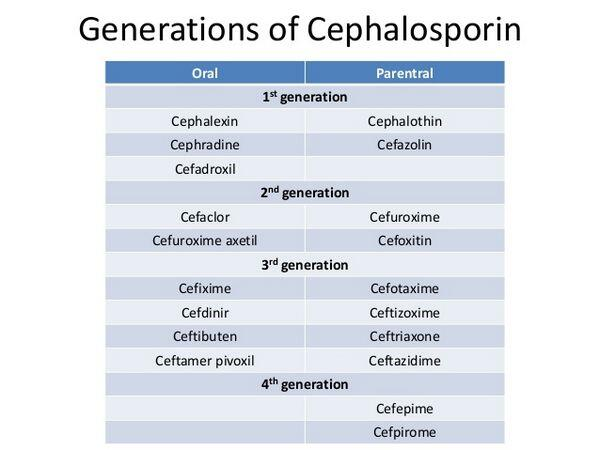 Generations of Cephalosporin
Oral Parentral
1st generation
Cephalexin Cephalothin
Cephradine Cefazolin
Cefadroxil
2nd generation
Cefaclor Cefuroxime
Cefuroxime axetil Cefoxitin
3rd generation
Cefixime Cefotaxime
Cefdinir Ceftizoxime
Ceftibuten Ceftriaxone
Ceftamer pivoxil Ceftazidime
4th generation
Cefepime
Cefpirome